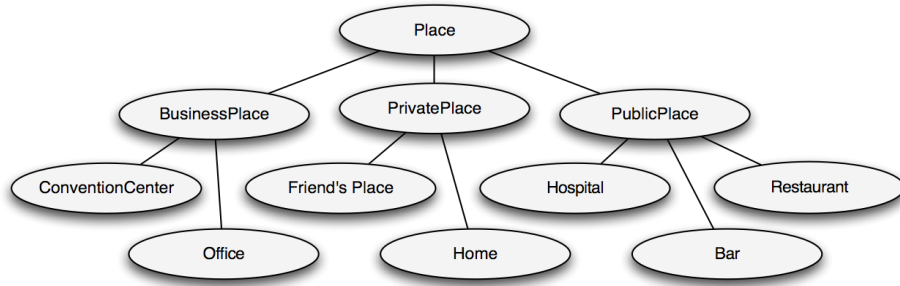 Place
BusinessPlace
PrivatePlace
PublicPlace
ConventionCenter
Friend's Place
Hospital
Restaurant
Office
Home
Bar